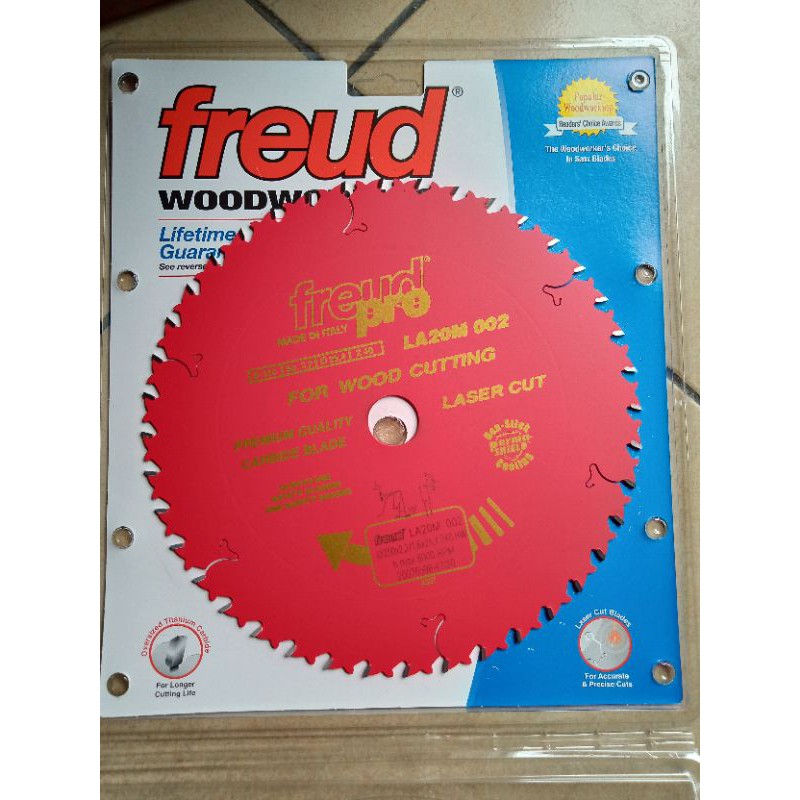 freud®
WOODWO
Lifetime
Guara
See reverse
Popular
Woodworking
Readers' Choice Awards
The Woodworker's Choice
in Saw Blades
freud®
pro
MADE IN ITALY
LA20M 002
FOR WOOD CUTTING
LASER CUT
PREMIUM QUALITY
CARBIDE BLADE
Non-Stick
Perma-
SHIELD
Coating
freud LA20M 002
Oversized Titanium Carbide
For Longer
Cutting Life
Laser Cut Blades
For Accurate
& Precise Cuts